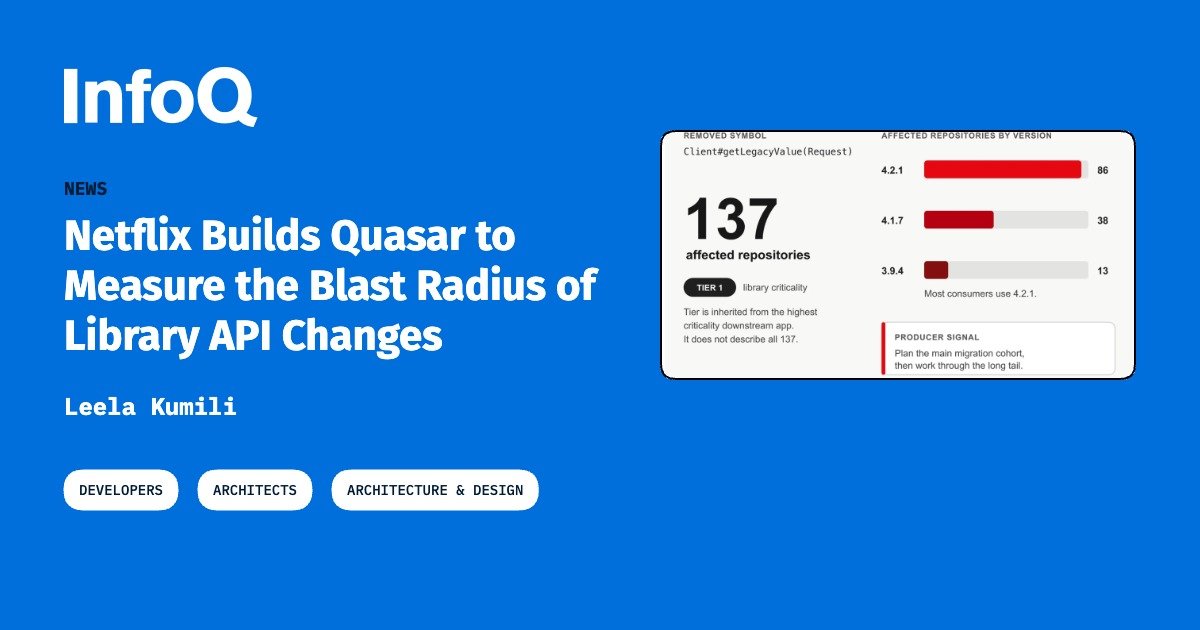 InfoQ
NEWS
Netflix Builds Quasar to
Measure the Blast Radius of
Library API Changes
Leela Kumili
DEVELOPERS
ARCHITECTS
ARCHITECTURE & DESIGN
REMOVED SYMBOL
Client#getLegacyValue(Request)
137
affected repositories
TIER 1
library criticality
Tier is inherited from the highest
criticality downstream app.
It does not describe all 137.
AFFECTED REPOSITORIES BY VERSION
4.2.1 86
4.1.7 38
3.9.4 13
Most consumers use 4.2.1.
PRODUCER SIGNAL
Plan the main migration cohort,
then work through the long tail.